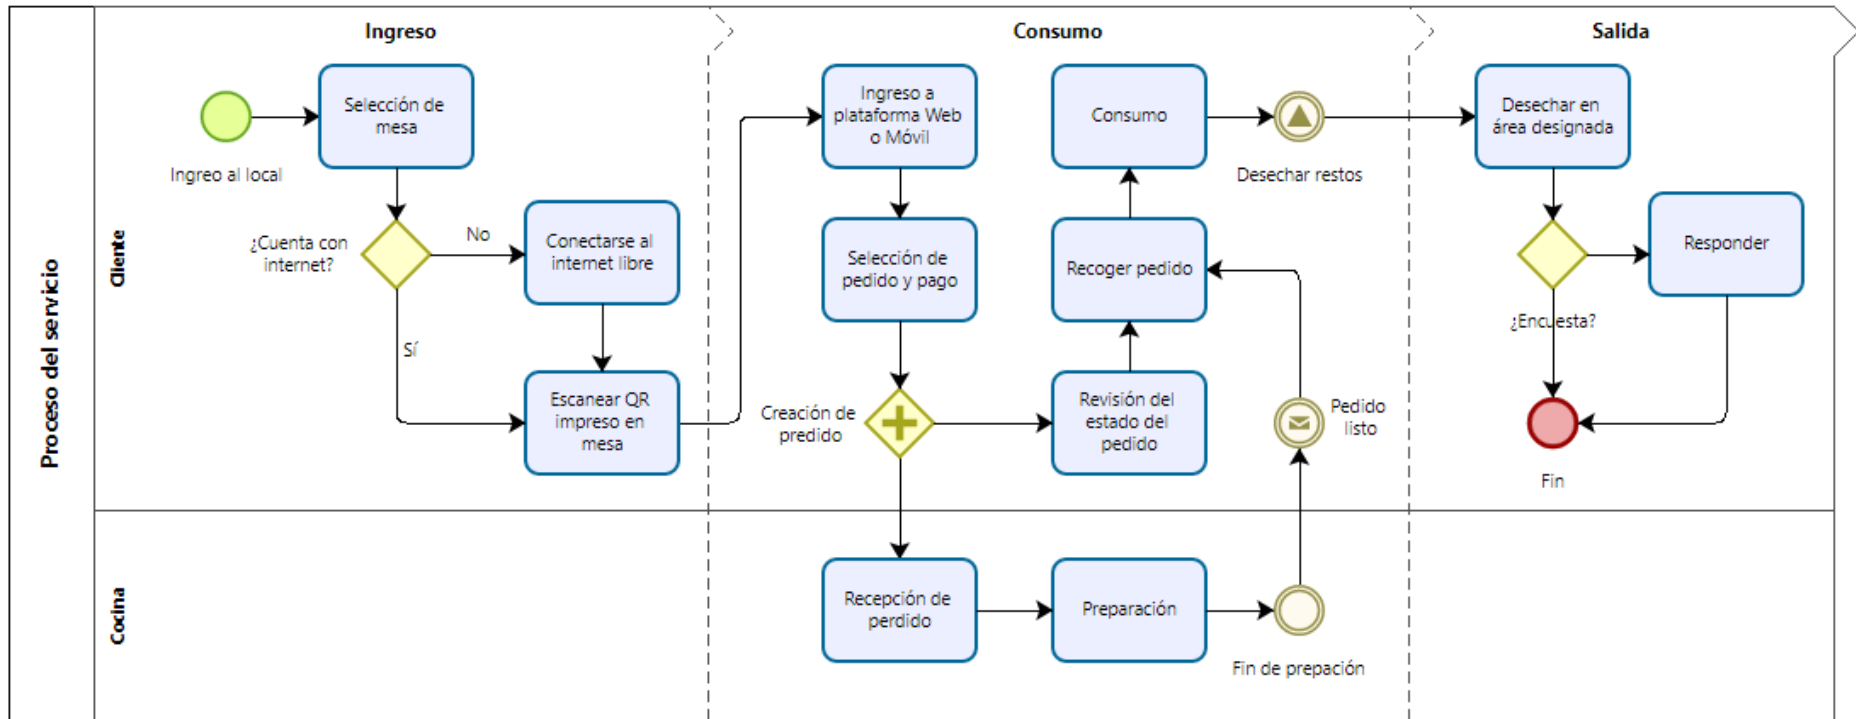 Proceso del servicio
Ingreso
Consumo
Salida
Cliente
Ingreo al local
Selección de
mesa
¿Cuenta con
internet?
No
Sí
Conectarse al
internet libre
Escanear QR
impreso en
mesa
Ingreso a
plataforma Web
o Móvil
Selección de
pedido y pago
Creación de
predido
Revisión del
estado del
pedido
Recoger pedido
Consumo
Desechar restos
Pedido
listo
Desechar en
área designada
¿Encuesta?
Responder
Fin
Cocina
Recepción de
perdido
Preparación
Fin de prepación